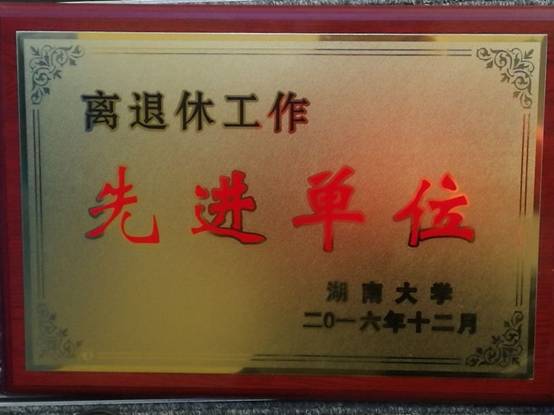 离退休工作
先进单位
湖南大学
二0一六年十二月